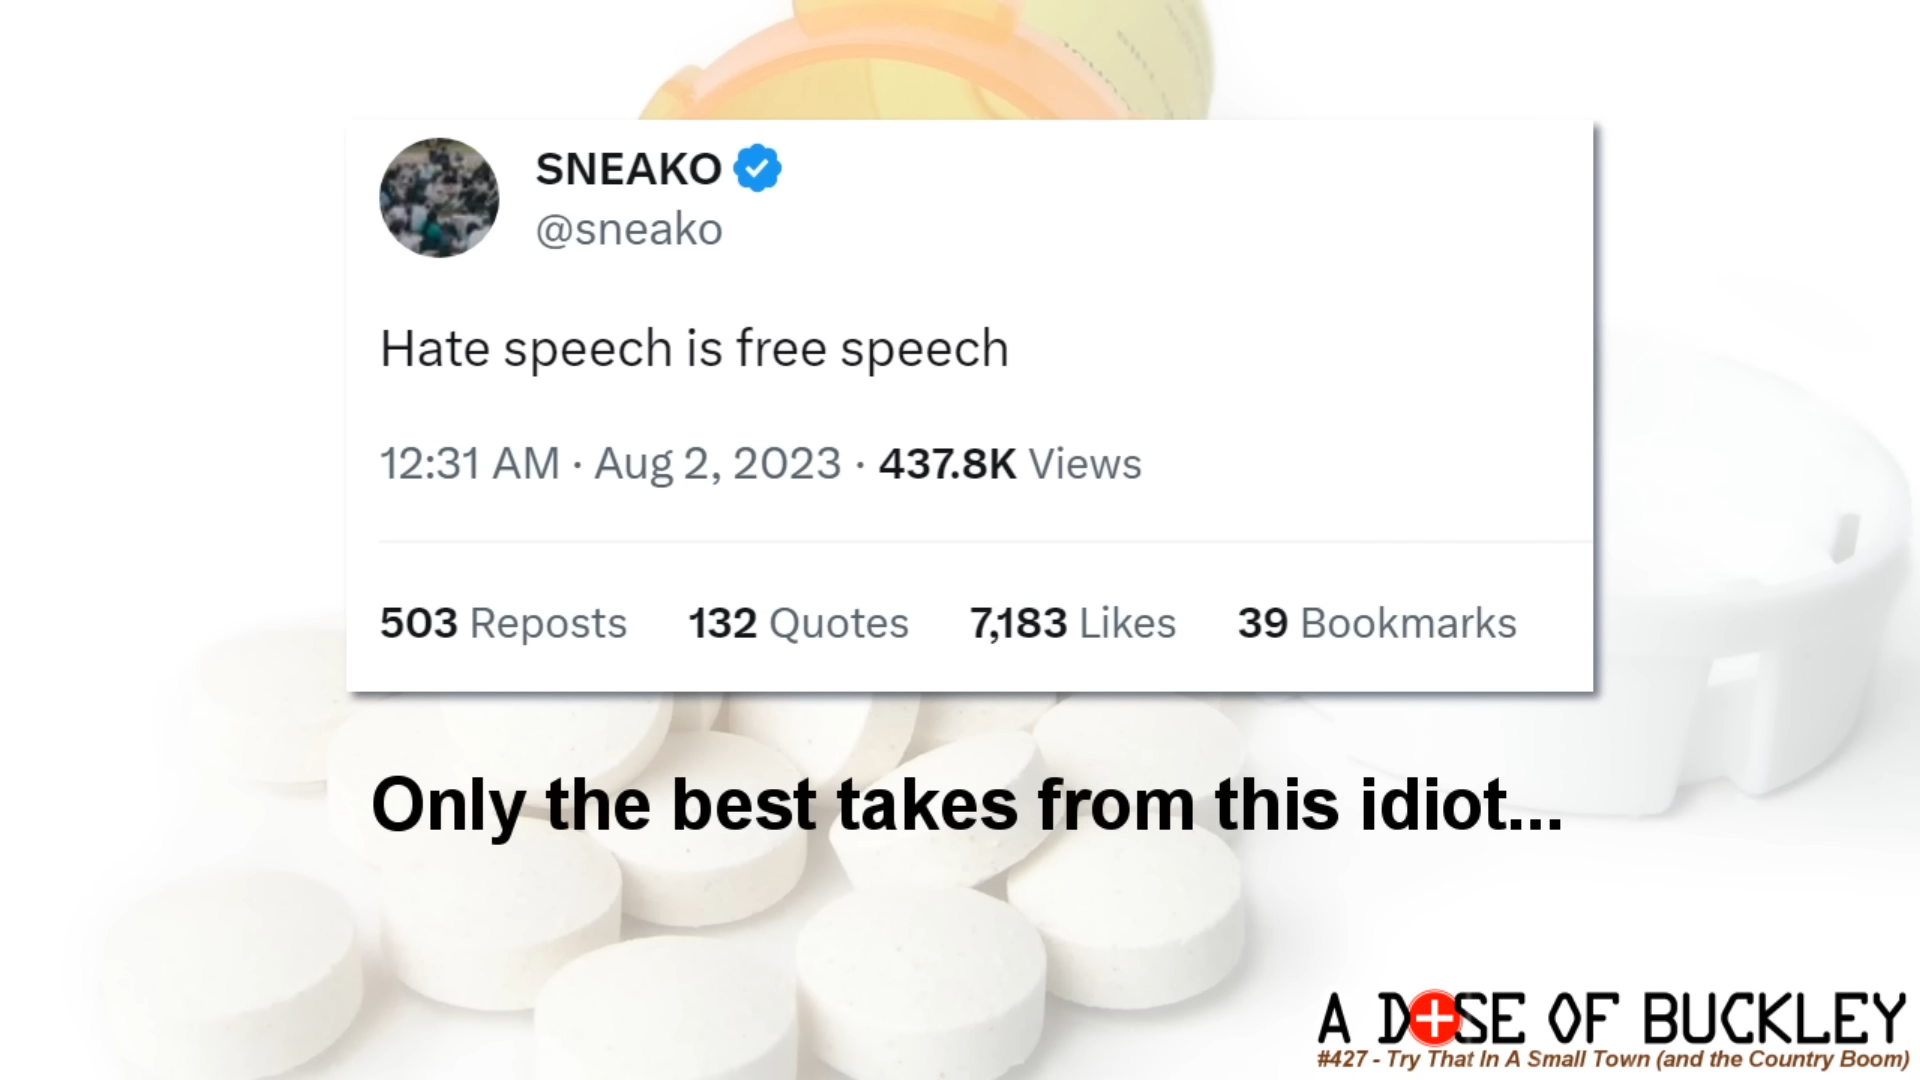 SNEAKO
@sneako
Hate speech is free speech
12:31 AM · Aug 2, 2023 · 437.8K Views
503 Reposts 132 Quotes 7,183 Likes 39 Bookmarks
Only the best takes from this idiot...
A DOSE OF BUCKLEY
#427 - Try That In A Small Town (and the Country Boom)